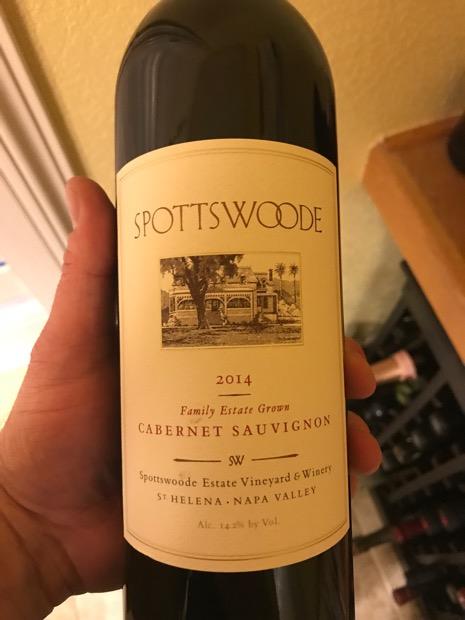 SPOTTSWOODE
2014
Family Estate Grown
CABERNET SAUVIGNON
SW
Spottswoode Estate Vineyard & Winery
ST HELENA · NAPA VALLEY
Alc. 14.2% by Vol.